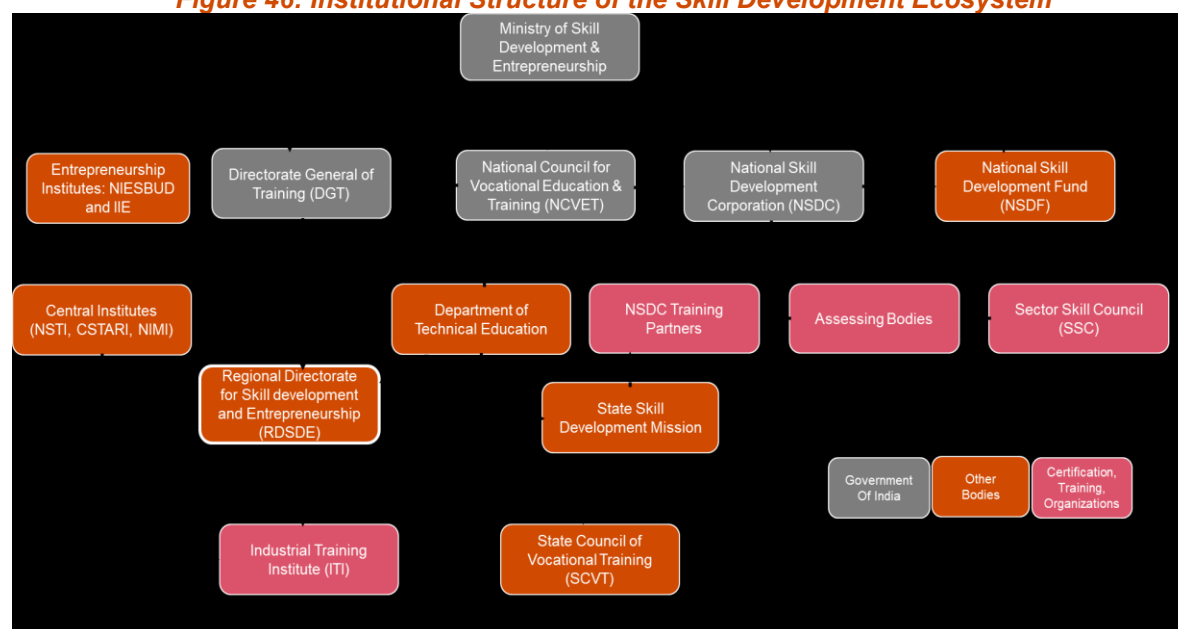 Figure 46: Institutional Structure of the Skill Development Ecosystem
Ministry of Skill
Development &
Entrepreneurship
Entrepreneurship
Institutes: NIESBUD
and IIE
Directorate General of
Training (DGT)
National Council for
Vocational Education &
Training (NCVET)
National Skill
Development
Corporation (NSDC)
National Skill
Development Fund
(NSDF)
Central Institutes
(NSTI, CSTARI, NIMI)
Department of
Technical Education
NSDC Training
Partners
Assessing Bodies
Sector Skill Council
(SSC)
Regional Directorate
for Skill development
and Entrepreneurship
(RDSDE)
State Skill
Development Mission
Government
Of India
Other
Bodies
Certification,
Training,
Organizations
Industrial Training
Institute (ITI)
State Council of
Vocational Training
(SCVT)